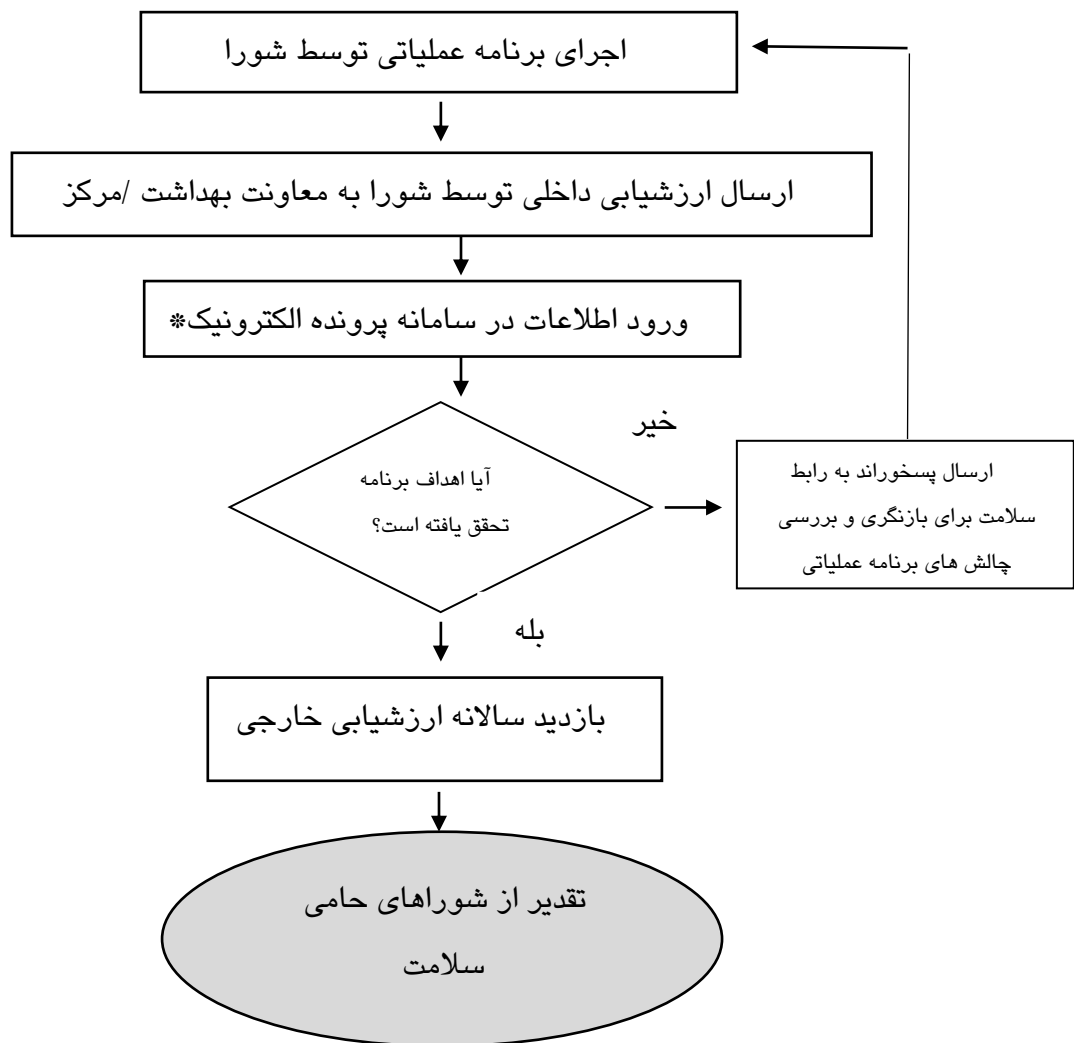 اجرای برنامه عملیاتی توسط شورا
ارسال ارزشیابی داخلی توسط شورا به معاونت بهداشت /مرکز
ورود اطلاعات در سامانه پرونده الکترونیک*
خیر
آیا اهداف برنامه
تحقق یافته است؟
ارسال پسخوراند به رابط
سلامت برای بازنگری و بررسی
چالش های برنامه عملیاتی
بله
بازدید سالانه ارزشیابی خارجی
تقدیر از شوراهای حامی
سلامت